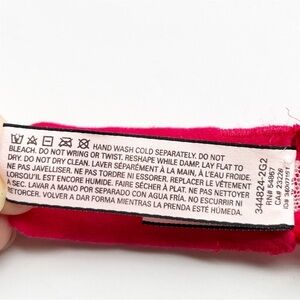 HAND WASH COLD SEPARATELY. DO NOT
BLEACH. DO NOT WRING OR TWIST. RESHAPE WHILE DAMP. LAY FLAT TO
DRY. DO NOT DRY CLEAN. LAVER SÉPARÉMENT À LA MAIN, À L'EAU FROIDE.
NE PAS JAVELLISER. NE PAS TORDRE NI ESSORER. REPLACER LE VÊTEMENT
LORSQU'IL EST ENCORE HUMIDE. FAIRE SÉCHER À PLAT. NE PAS NETTOYER
À SEC. LAVAR A MANO POR SEPARADO CON AGUA FRÍA. NO ESCURRIR NI
RETORCER. VOLVER A DAR FORMA MIENTRAS LA PRENDA ESTÉ HÚMEDA.
344824-2G2
RN# 54867
CA# 23228